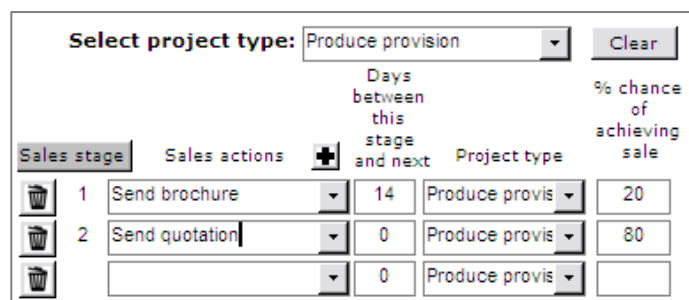 Select project type: Produce provision Clear
Days
between
this
stage
and next
% chance
of
achieving
sale
Sales stage Sales actions Project type
1 Send brochure 14 Produce provis 20
2 Send quotation 0 Produce provis 80
0 Produce provis